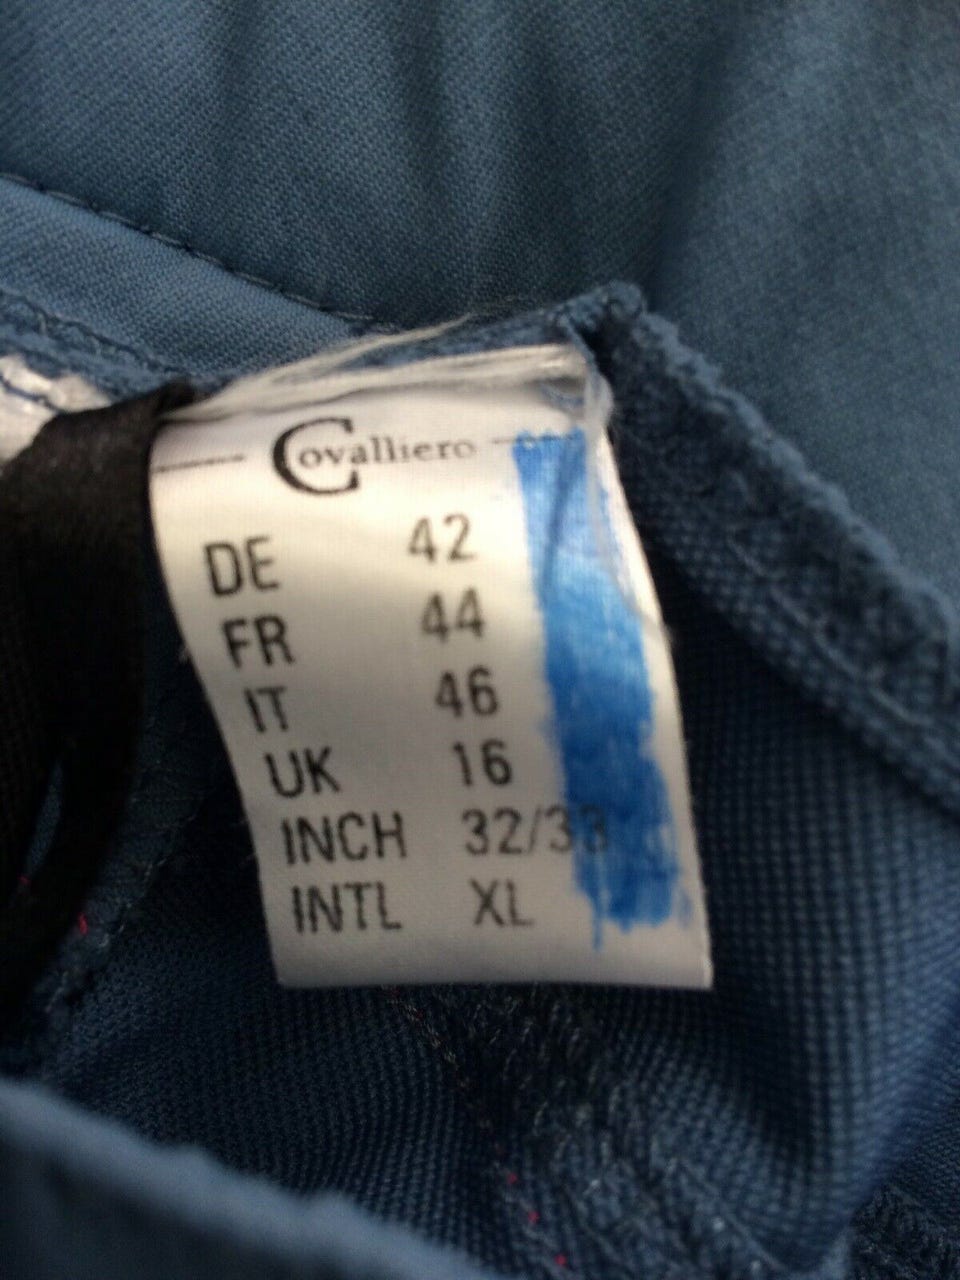 Covalliero
DE 42
FR 44
IT 46
UK 16
INCH 32/33
INTL XL